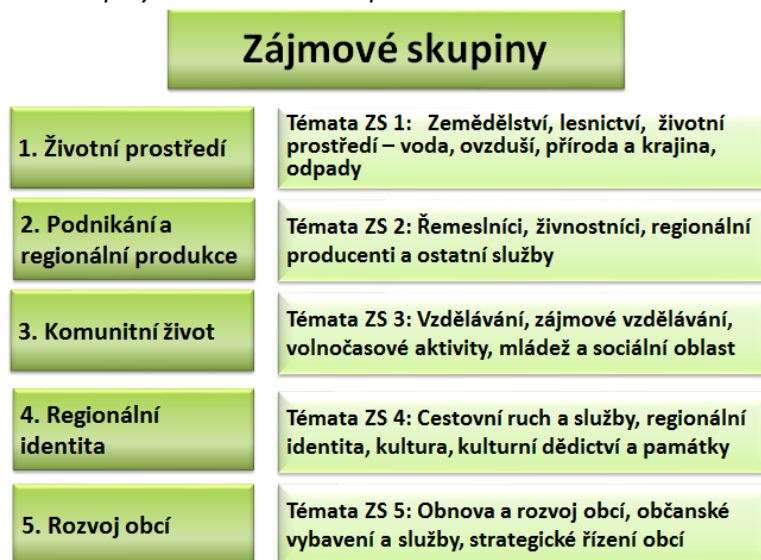 Zájmové skupiny
1. Životní prostředí
Témata ZS 1: Zemědělství, lesnictví, životní
prostředí – voda, ovzduší, příroda a krajina,
odpady
2. Podnikání a
regionální produkce
Témata ZS 2: Řemeslníci, živnostníci, regionální
producenti a ostatní služby
3. Komunitní život
Témata ZS 3: Vzdělávání, zájmové vzdělávání,
volnočasové aktivity, mládež a sociální oblast
4. Regionální
identita
Témata ZS 4: Cestovní ruch a služby, regionální
identita, kultura, kulturní dědictví a památky
5. Rozvoj obcí
Témata ZS 5: Obnova a rozvoj obcí, občanské
vybavení a služby, strategické řízení obcí